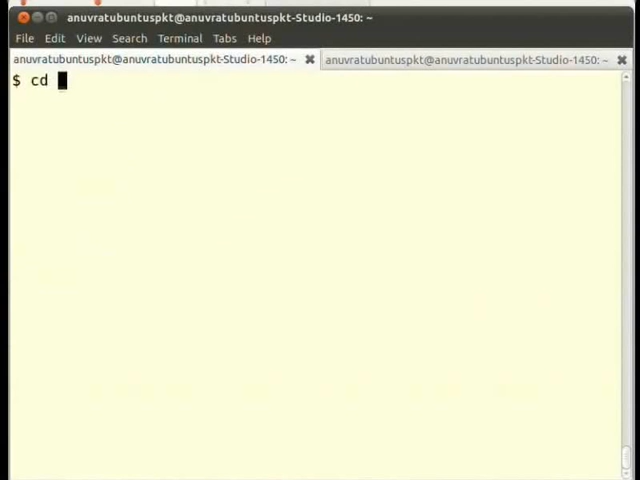 anuvratubuntuspkt@anuvratubuntuspkt-Studio-1450: ~
File Edit View Search Terminal Tabs Help
anuvratubuntuspkt@anuvratubuntuspkt-Studio-1450: ~ anuvratubuntuspkt@anuvratubuntuspkt-Studio-1450: ~
$ cd